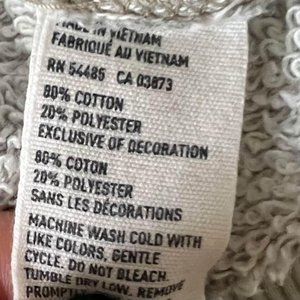 MADE IN VIETNAM
FABRIQUÉ AU VIETNAM
RN 54485 CA 03873
80% COTTON
20% POLYESTER
EXCLUSIVE OF DECORATION
80% COTON
20% POLYESTER
SANS LES DÉCORATIONS
MACHINE WASH COLD WITH
LIKE COLORS, GENTLE
CYCLE. DO NOT BLEACH.
TUMBLE DRY LOW. REMOVE
PROMPTLY